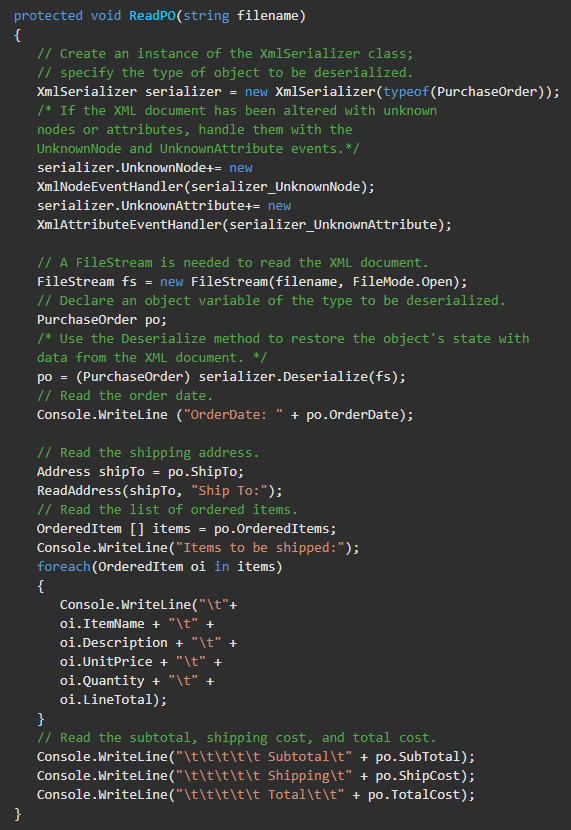 protected void ReadPO(string filename)
{
// Create an instance of the XmlSerializer class;
// specify the type of object to be deserialized.
XmlSerializer serializer = new XmlSerializer(typeof(PurchaseOrder));
/* If the XML document has been altered with unknown
nodes or attributes, handle them with the
UnknownNode and UnknownAttribute events.*/
serializer.UnknownNode+= new
XmlNodeEventHandler(serializer_UnknownNode);
serializer.UnknownAttribute+= new
XmlAttributeEventHandler(serializer_UnknownAttribute);

// A FileStream is needed to read the XML document.
FileStream fs = new FileStream(filename, FileMode.Open);
// Declare an object variable of the type to be deserialized.
PurchaseOrder po;
/* Use the Deserialize method to restore the object's state with
data from the XML document. */
po = (PurchaseOrder) serializer.Deserialize(fs);
// Read the order date.
Console.WriteLine ("OrderDate: " + po.OrderDate);

// Read the shipping address.
Address shipTo = po.ShipTo;
ReadAddress(shipTo, "Ship To:");
// Read the list of ordered items.
OrderedItem [] items = po.OrderedItems;
Console.WriteLine("Items to be shipped:");
foreach(OrderedItem oi in items)
{
Console.WriteLine("\t"+
oi.ItemName + "\t" +
oi.Description + "\t" +
oi.UnitPrice + "\t" +
oi.Quantity + "\t" +
oi.LineTotal);
}
// Read the subtotal, shipping cost, and total cost.
Console.WriteLine("\t\t\t\t\t Subtotal\t" + po.SubTotal);
Console.WriteLine("\t\t\t\t\t Shipping\t" + po.ShipCost);
Console.WriteLine("\t\t\t\t\t Total\t\t" + po.TotalCost);
}